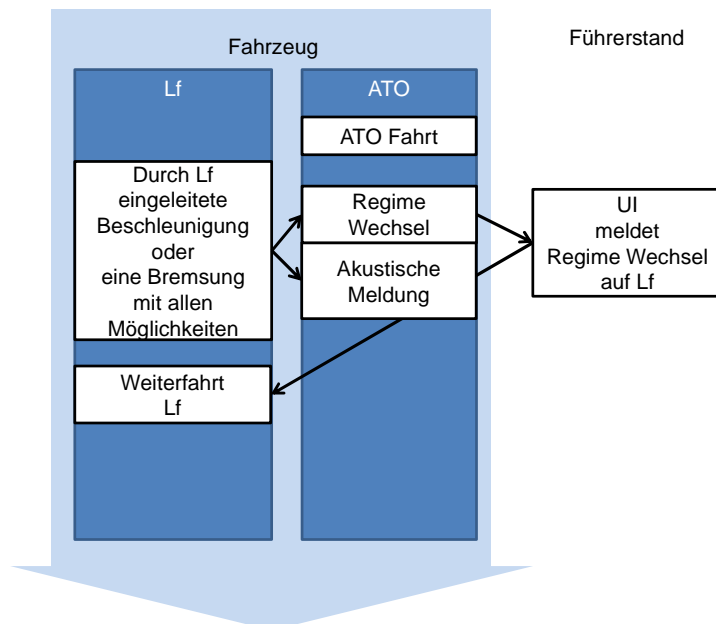 Fahrzeug
Führerstand
Lf
ATO
ATO Fahrt
Durch Lf
eingeleitete
Beschleunigung
oder
eine Bremsung
mit allen
Möglichkeiten
Regime
Wechsel
Akustische
Meldung
UI
meldet
Regime Wechsel
auf Lf
Weiterfahrt
Lf